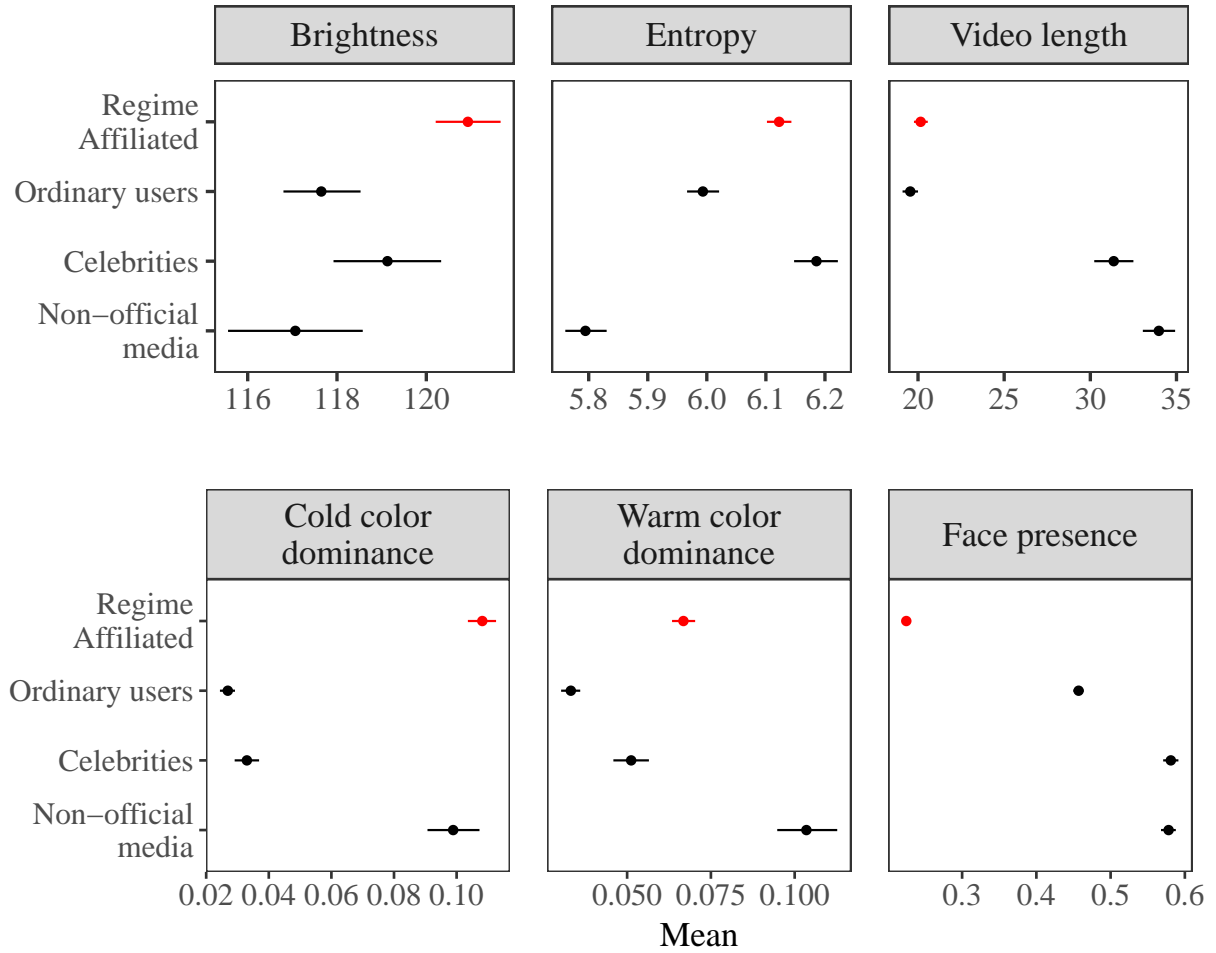 Brightness
Entropy
Video length
Regime
Affiliated
Ordinary users
Celebrities
Non−official
media
116 118 120
5.8 5.9 6.0 6.1 6.2
20 25 30 35
Cold color
dominance
Warm color
dominance
Face presence
Regime
Affiliated
Ordinary users
Celebrities
Non−official
media
0.02 0.04 0.06 0.08 0.10
0.050 0.075 0.100
0.3 0.4 0.5 0.6
Mean